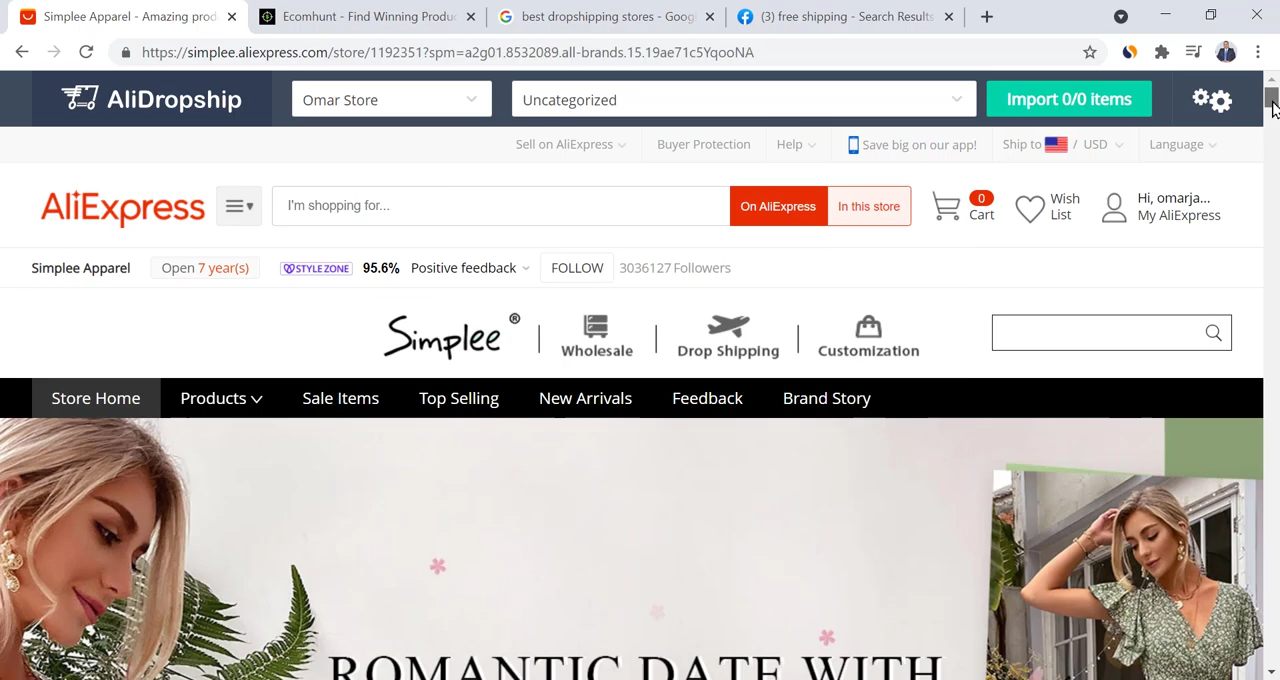 Simplee Apparel - Amazing prod
Ecomhunt - Find Winning Produc
best dropshipping stores - Goog
(3) free shipping - Search Results
https://simplee.aliexpress.com/store/1192351?spm=a2g01.8532089.all-brands.15.19ae71c5YqooNA
AliDropship
Omar Store
Uncategorized
Import 0/0 items
Sell on AliExpress
Buyer Protection
Help
Save big on our app!
Ship to / USD
Language
AliExpress
I'm shopping for...
On AliExpress
In this store
0
Cart
Wish
List
Hi, omarja...
My AliExpress
Simplee Apparel
Open 7 year(s)
STYLE ZONE
95.6% Positive feedback
FOLLOW
3036127 Followers
Simplee ®
Wholesale
Drop Shipping
Customization
Store Home
Products
Sale Items
Top Selling
New Arrivals
Feedback
Brand Story
ROMANTIC DATE WITH